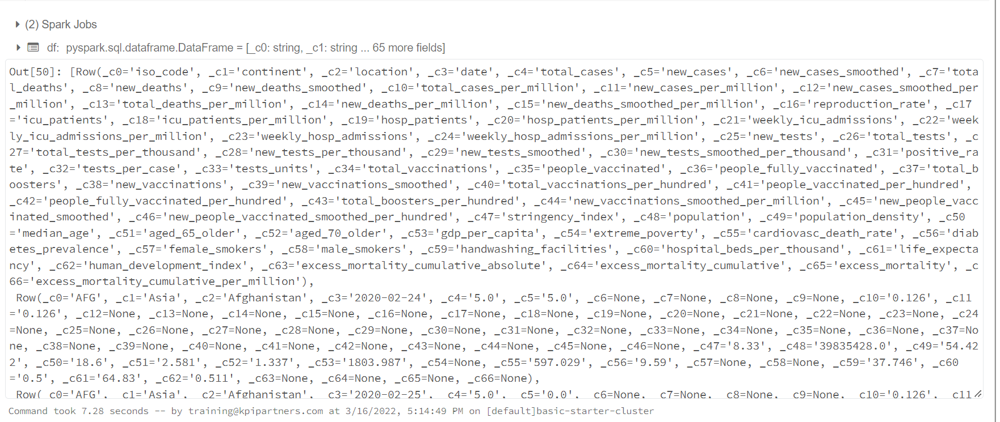 (2) Spark Jobs
df: pyspark.sql.dataframe.DataFrame = [_c0: string, _c1: string ... 65 more fields]
Out[50]: [Row(_c0='iso_code', _c1='continent', _c2='location', _c3='date', _c4='total_cases', _c5='new_cases', _c6='new_cases_smoothed', _c7='tota
l_deaths', _c8='new_deaths', _c9='new_deaths_smoothed', _c10='total_cases_per_million', _c11='new_cases_per_million', _c12='new_cases_smoothed_per
_million', _c13='total_deaths_per_million', _c14='new_deaths_per_million', _c15='new_deaths_smoothed_per_million', _c16='reproduction_rate', _c17
='icu_patients', _c18='icu_patients_per_million', _c19='hosp_patients', _c20='hosp_patients_per_million', _c21='weekly_icu_admissions', _c22='week
ly_icu_admissions_per_million', _c23='weekly_hosp_admissions', _c24='weekly_hosp_admissions_per_million', _c25='new_tests', _c26='total_tests', _c
27='total_tests_per_thousand', _c28='new_tests_per_thousand', _c29='new_tests_smoothed', _c30='new_tests_smoothed_per_thousand', _c31='positive_ra
te', _c32='tests_per_case', _c33='tests_units', _c34='total_vaccinations', _c35='people_vaccinated', _c36='people_fully_vaccinated', _c37='total_b
oosters', _c38='new_vaccinations', _c39='new_vaccinations_smoothed', _c40='total_vaccinations_per_hundred', _c41='people_vaccinated_per_hundred',
_c42='people_fully_vaccinated_per_hundred', _c43='total_boosters_per_hundred', _c44='new_vaccinations_smoothed_per_million', _c45='new_people_vacc
inated_smoothed', _c46='new_people_vaccinated_smoothed_per_hundred', _c47='stringency_index', _c48='population', _c49='population_density', _c50
='median_age', _c51='aged_65_older', _c52='aged_70_older', _c53='gdp_per_capita', _c54='extreme_poverty', _c55='cardiovasc_death_rate', _c56='diab
etes_prevalence', _c57='female_smokers', _c58='male_smokers', _c59='handwashing_facilities', _c60='hospital_beds_per_thousand', _c61='life_expecta
ncy', _c62='human_development_index', _c63='excess_mortality_cumulative_absolute', _c64='excess_mortality_cumulative', _c65='excess_mortality', _c
66='excess_mortality_cumulative_per_million'),
Row(_c0='AFG', _c1='Asia', _c2='Afghanistan', _c3='2020-02-24', _c4='5.0', _c5='5.0', _c6=None, _c7=None, _c8=None, _c9=None, _c10='0.126', _c11
='0.126', _c12=None, _c13=None, _c14=None, _c15=None, _c16=None, _c17=None, _c18=None, _c19=None, _c20=None, _c21=None, _c22=None, _c23=None, _c24
=None, _c25=None, _c26=None, _c27=None, _c28=None, _c29=None, _c30=None, _c31=None, _c32=None, _c33=None, _c34=None, _c35=None, _c36=None, _c37=No
ne, _c38=None, _c39=None, _c40=None, _c41=None, _c42=None, _c43=None, _c44=None, _c45=None, _c46=None, _c47='8.33', _c48='39835428.0', _c49='54.42
2', _c50='18.6', _c51='2.581', _c52='1.337', _c53='1803.987', _c54=None, _c55='597.029', _c56='9.59', _c57=None, _c58=None, _c59='37.746', _c60
='0.5', _c61='64.83', _c62='0.511', _c63=None, _c64=None, _c65=None, _c66=None),
Row(_c0='AFG', _c1='Asia', _c2='Afghanistan', _c3='2020-02-25', _c4='5.0', _c5='0.0', _c6=None, _c7=None, _c8=None, _c9=None, _c10='0.126', _c11
Command took 7.28 seconds -- by training@kpipartners.com at 3/16/2022, 5:14:49 PM on [default]basic-starter-cluster